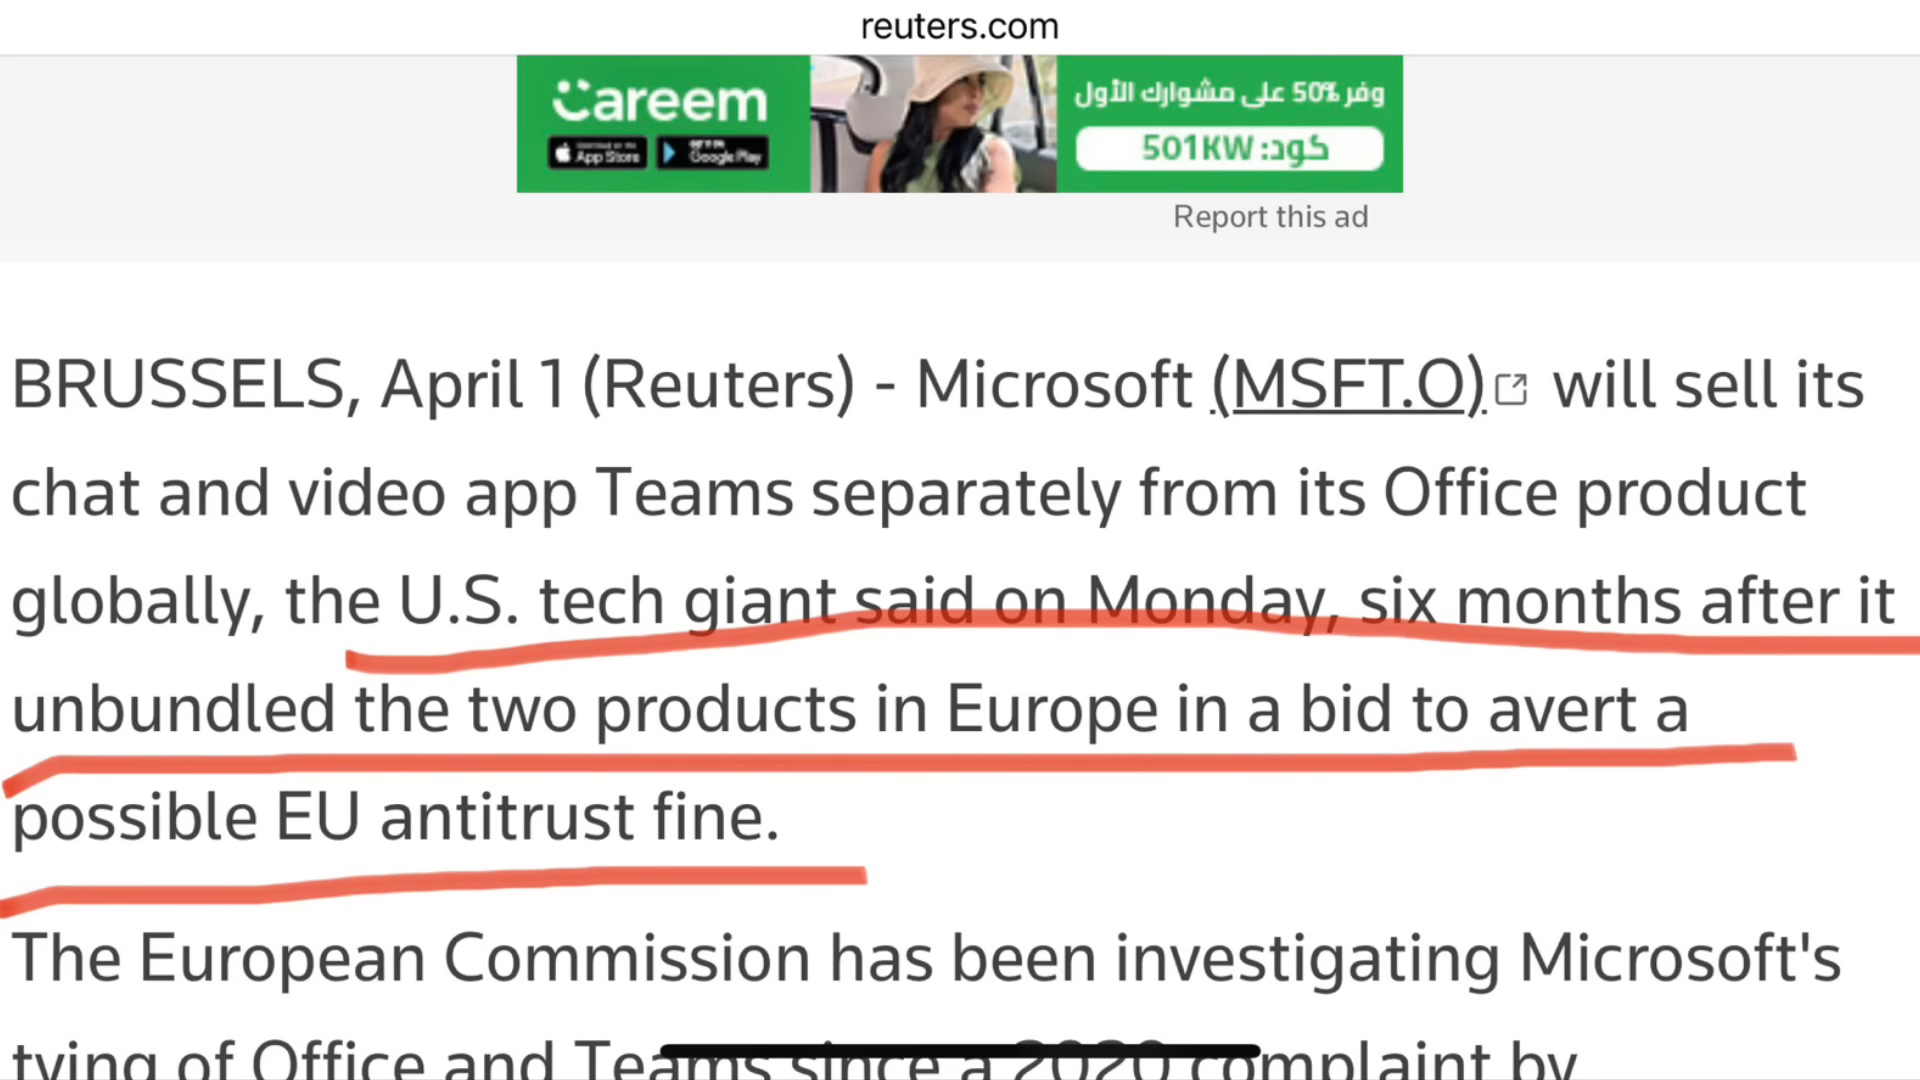 reuters.com
Careem
App Store
Google Play
وفر 50% على مشوارك الأول
كود: 501KW
Report this ad
BRUSSELS, April 1 (Reuters) - Microsoft (MSFT.O) will sell its
chat and video app Teams separately from its Office product
globally, the U.S. tech giant said on Monday, six months after it
unbundled the two products in Europe in a bid to avert a
possible EU antitrust fine.
The European Commission has been investigating Microsoft's
tying of Office and Teams since a 2020 complaint by